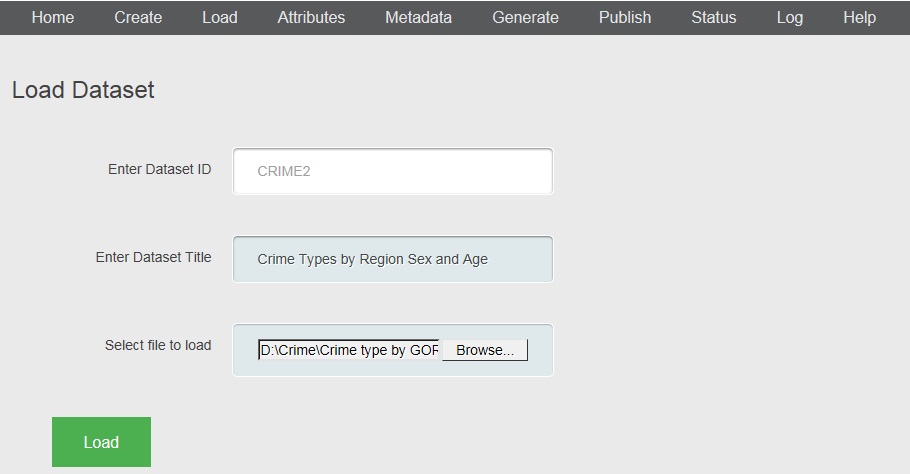 Home Create Load Attributes Metadata Generate Publish Status Log Help
Load Dataset
Enter Dataset ID CRIME2
Enter Dataset Title Crime Types by Region Sex and Age
Select file to load D:\Crime\Crime type by GOR Browse...
Load